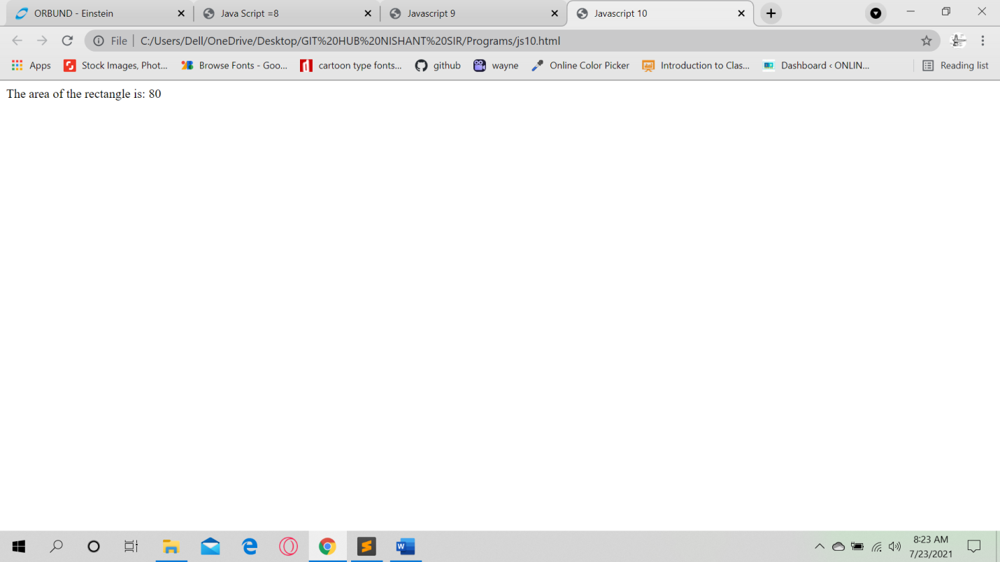 ORBUND - Einstein
Java Script =8
Javascript 9
Javascript 10
File
C:/Users/Dell/OneDrive/Desktop/GIT%20HUB%20NISHANT%20SIR/Programs/js10.html
Apps
Stock Images, Phot...
Browse Fonts - Goo...
cartoon type fonts...
github
wayne
Online Color Picker
Introduction to Clas...
Dashboard < ONLIN...
Reading list
The area of the rectangle is: 80
8:23 AM
7/23/2021